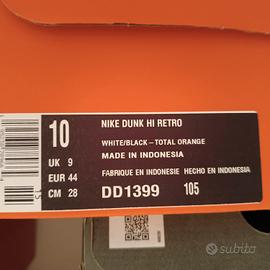 10
NIKE DUNK HI RETRO
WHITE/BLACK – TOTAL ORANGE
MADE IN INDONESIA
UK 9
EUR 44
CM 28
FABRIQUE EN INDONESIE HECHO EN INDONESIA
DD1399 105
15
subito